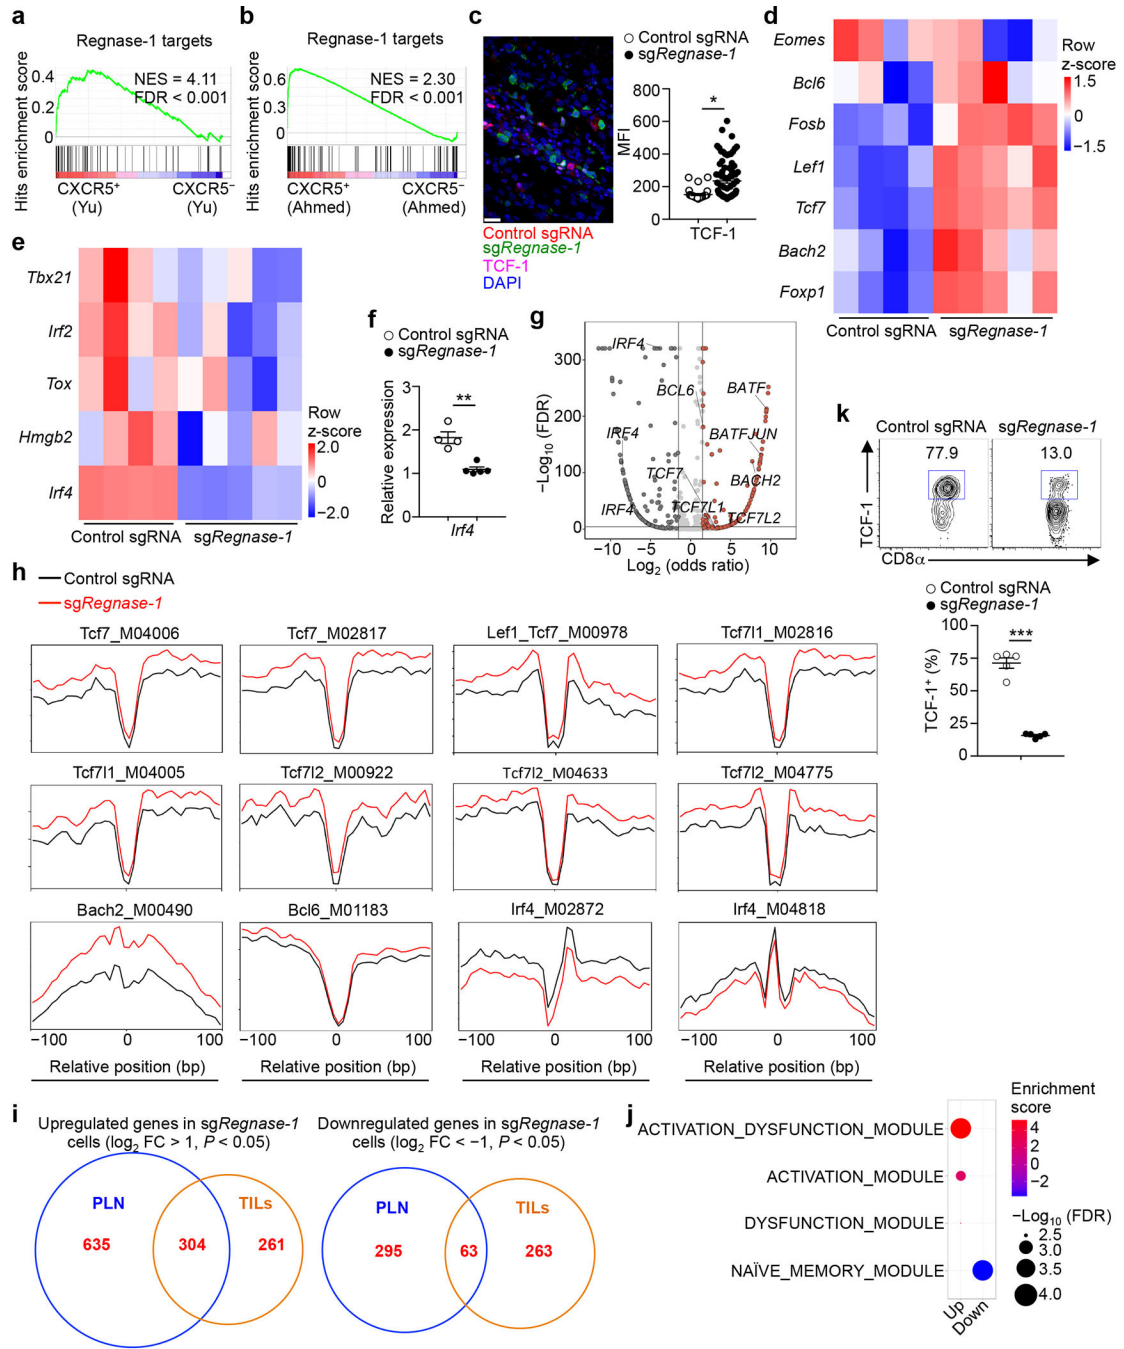 a
Regnase-1 targets
Hits enrichment score
0.4
0.2
0
NES = 4.11
FDR < 0.001
CXCR5⁺
(Yu)
CXCR5⁻
(Yu)
b
Regnase-1 targets
Hits enrichment score
0.6
0.3
0
NES = 2.30
FDR < 0.001
CXCR5⁺
(Ahmed)
CXCR5⁻
(Ahmed)
c
Control sgRNA
sgRegnase-1
TCF-1
DAPI
Control sgRNA
sgRegnase-1
MFI
800
600
400
200
0
*
TCF-1
d
Eomes
Bcl6
Fosb
Lef1
Tcf7
Bach2
Foxp1
Control sgRNA
sgRegnase-1
Row
z-score
1.5
−1.5
e
Tbx21
Irf2
Tox
Hmgb2
Irf4
Control sgRNA
sgRegnase-1
Row
z-score
2.0
−2.0
f
Control sgRNA
sgRegnase-1
Relative expression
3
2
1
0
**
Irf4
g
−Log₁₀ (FDR)
300
200
100
0
IRF4
BCL6
BATF
IRF4
BATFJUN
TCF7
BACH2
IRF4
TCF7L1
TCF7L2
−10
−5
0
5
10
Log₂ (odds ratio)
k
Control sgRNA
sgRegnase-1
77.9
13.0
TCF-1
CD8α
Control sgRNA
sgRegnase-1
TCF-1⁺ (%)
100
75
50
25
0
***
h
Control sgRNA
sgRegnase-1
Tcf7_M04006
Tcf7_M02817
Lef1_Tcf7_M00978
Tcf7l1_M02816
Tcf7l1_M04005
Tcf7l2_M00922
Tcf7l2_M04633
Tcf7l2_M04775
Bach2_M00490
Bcl6_M01183
Irf4_M02872
Irf4_M04818
−100 0 100
−100 0 100
−100 0 100
−100 0 100
Relative position (bp)
Relative position (bp)
Relative position (bp)
Relative position (bp)
i
Upregulated genes in sgRegnase-1
cells (log₂ FC > 1, P < 0.05)
PLN
TILs
635
304
261
Downregulated genes in sgRegnase-1
cells (log₂ FC < −1, P < 0.05)
PLN
TILs
295
63
263
j
ACTIVATION_DYSFUNCTION_MODULE
ACTIVATION_MODULE
DYSFUNCTION_MODULE
NAÏVE_MEMORY_MODULE
Up
Down
Enrichment
score
4
2
0
−2
−Log₁₀ (FDR)
2.5
3.0
3.5
4.0